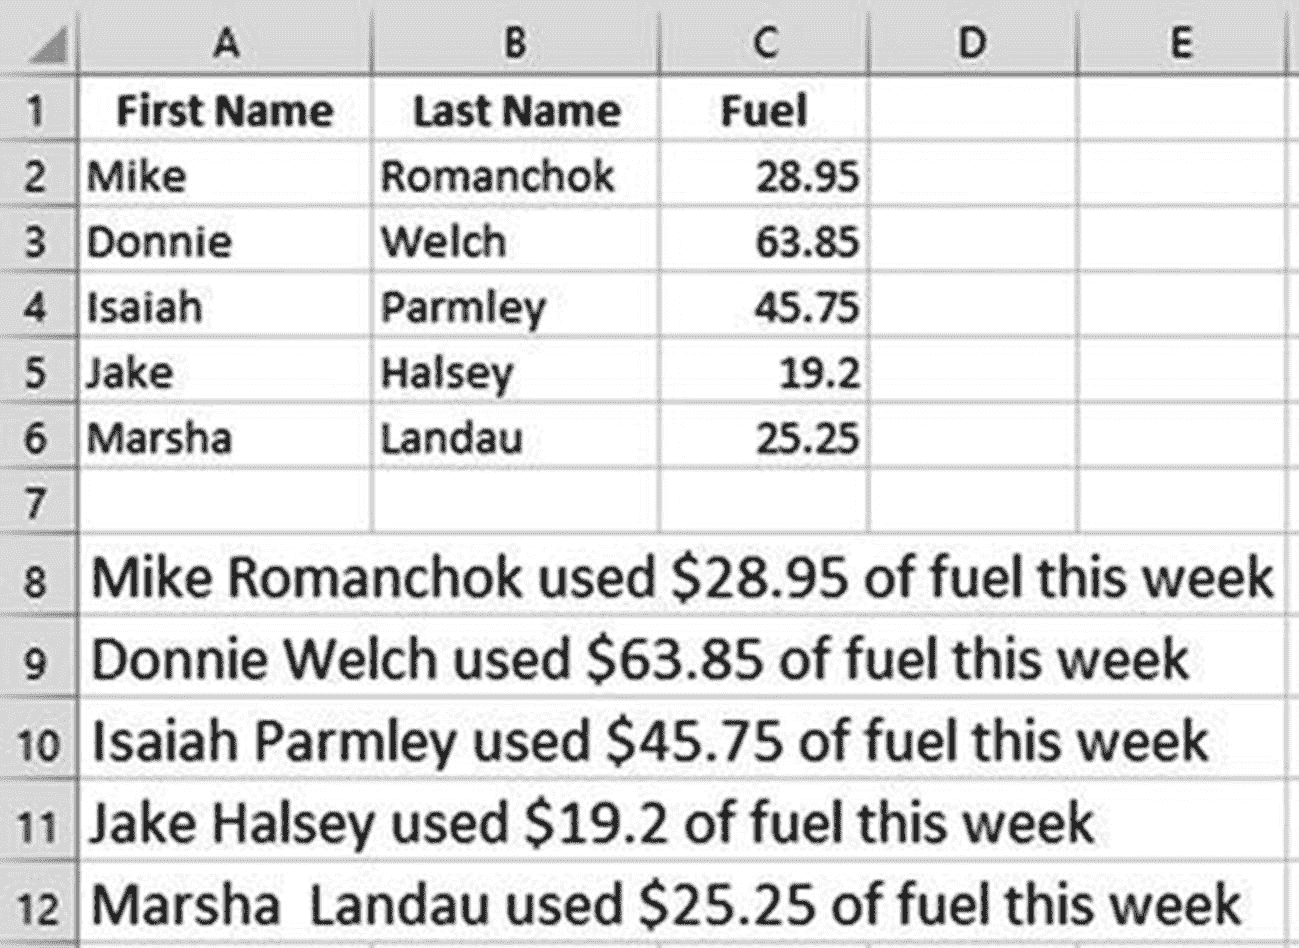 A B C D E
1 First Name Last Name Fuel
2 Mike Romanchok 28.95
3 Donnie Welch 63.85
4 Isaiah Parmley 45.75
5 Jake Halsey 19.2
6 Marsha Landau 25.25
7
8 Mike Romanchok used $28.95 of fuel this week
9 Donnie Welch used $63.85 of fuel this week
10 Isaiah Parmley used $45.75 of fuel this week
11 Jake Halsey used $19.2 of fuel this week
12 Marsha  Landau used $25.25 of fuel this week